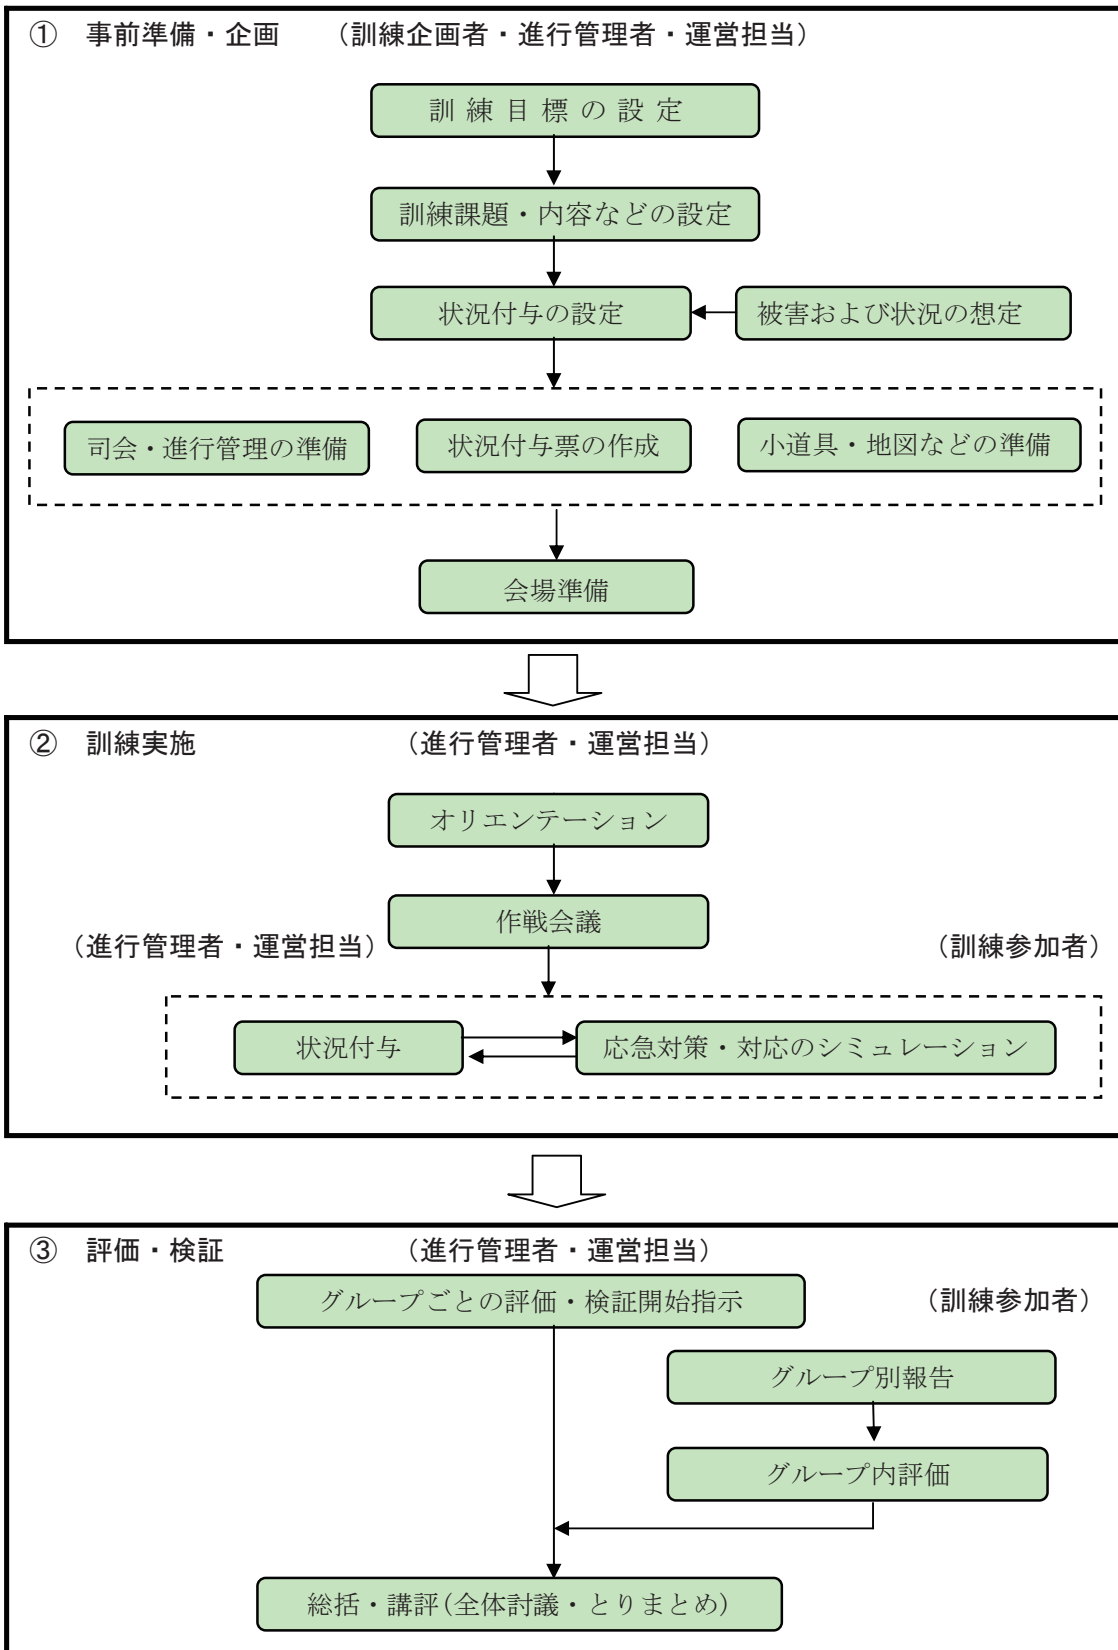 ① 事前準備・企画 （訓練企画者・進行管理者・運営担当）
訓練目標の設定
訓練課題・内容などの設定
状況付与の設定
被害および状況の想定
司会・進行管理の準備
状況付与票の作成
小道具・地図などの準備
会場準備
② 訓練実施 （進行管理者・運営担当）
オリエンテーション
作戦会議
（進行管理者・運営担当）
（訓練参加者）
状況付与
応急対策・対応のシミュレーション
③ 評価・検証 （進行管理者・運営担当）
グループごとの評価・検証開始指示
（訓練参加者）
グループ別報告
グループ内評価
総括・講評（全体討議・とりまとめ）